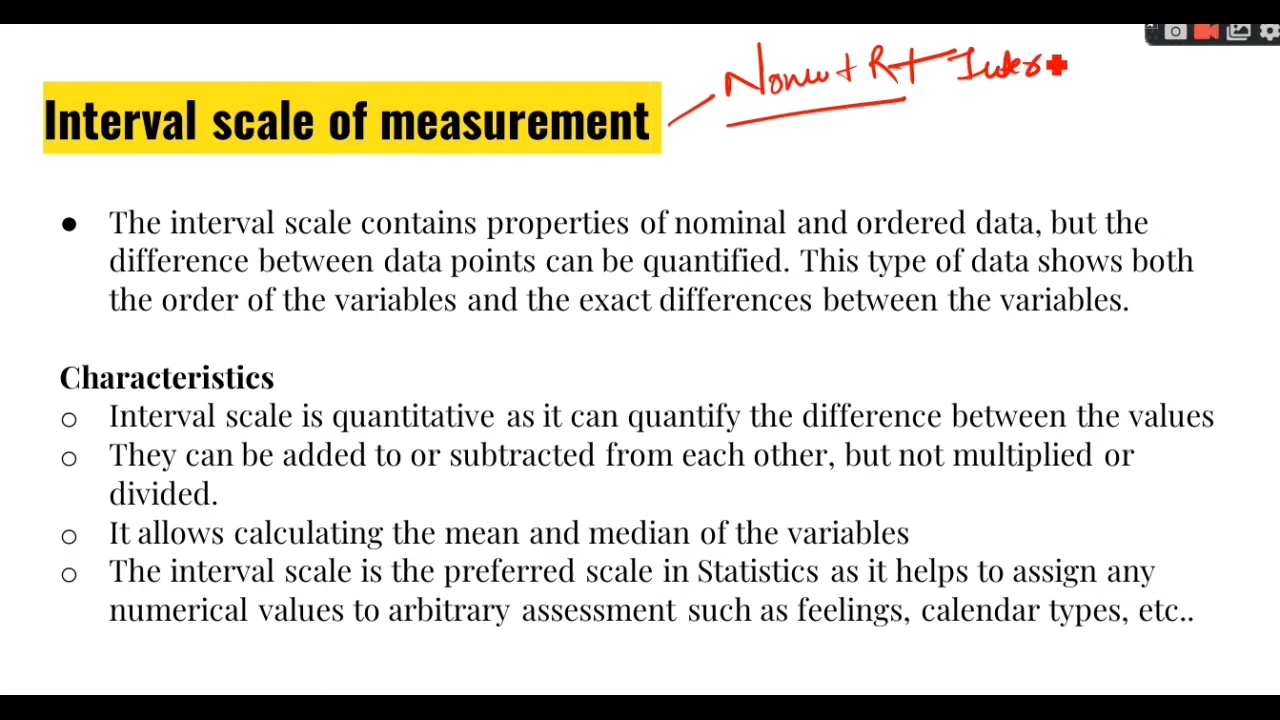 Nom + R + Inter
Interval scale of measurement
● The interval scale contains properties of nominal and ordered data, but the
difference between data points can be quantified. This type of data shows both
the order of the variables and the exact differences between the variables.
Characteristics
○ Interval scale is quantitative as it can quantify the difference between the values
○ They can be added to or subtracted from each other, but not multiplied or
divided.
○ It allows calculating the mean and median of the variables
○ The interval scale is the preferred scale in Statistics as it helps to assign any
numerical values to arbitrary assessment such as feelings, calendar types, etc..